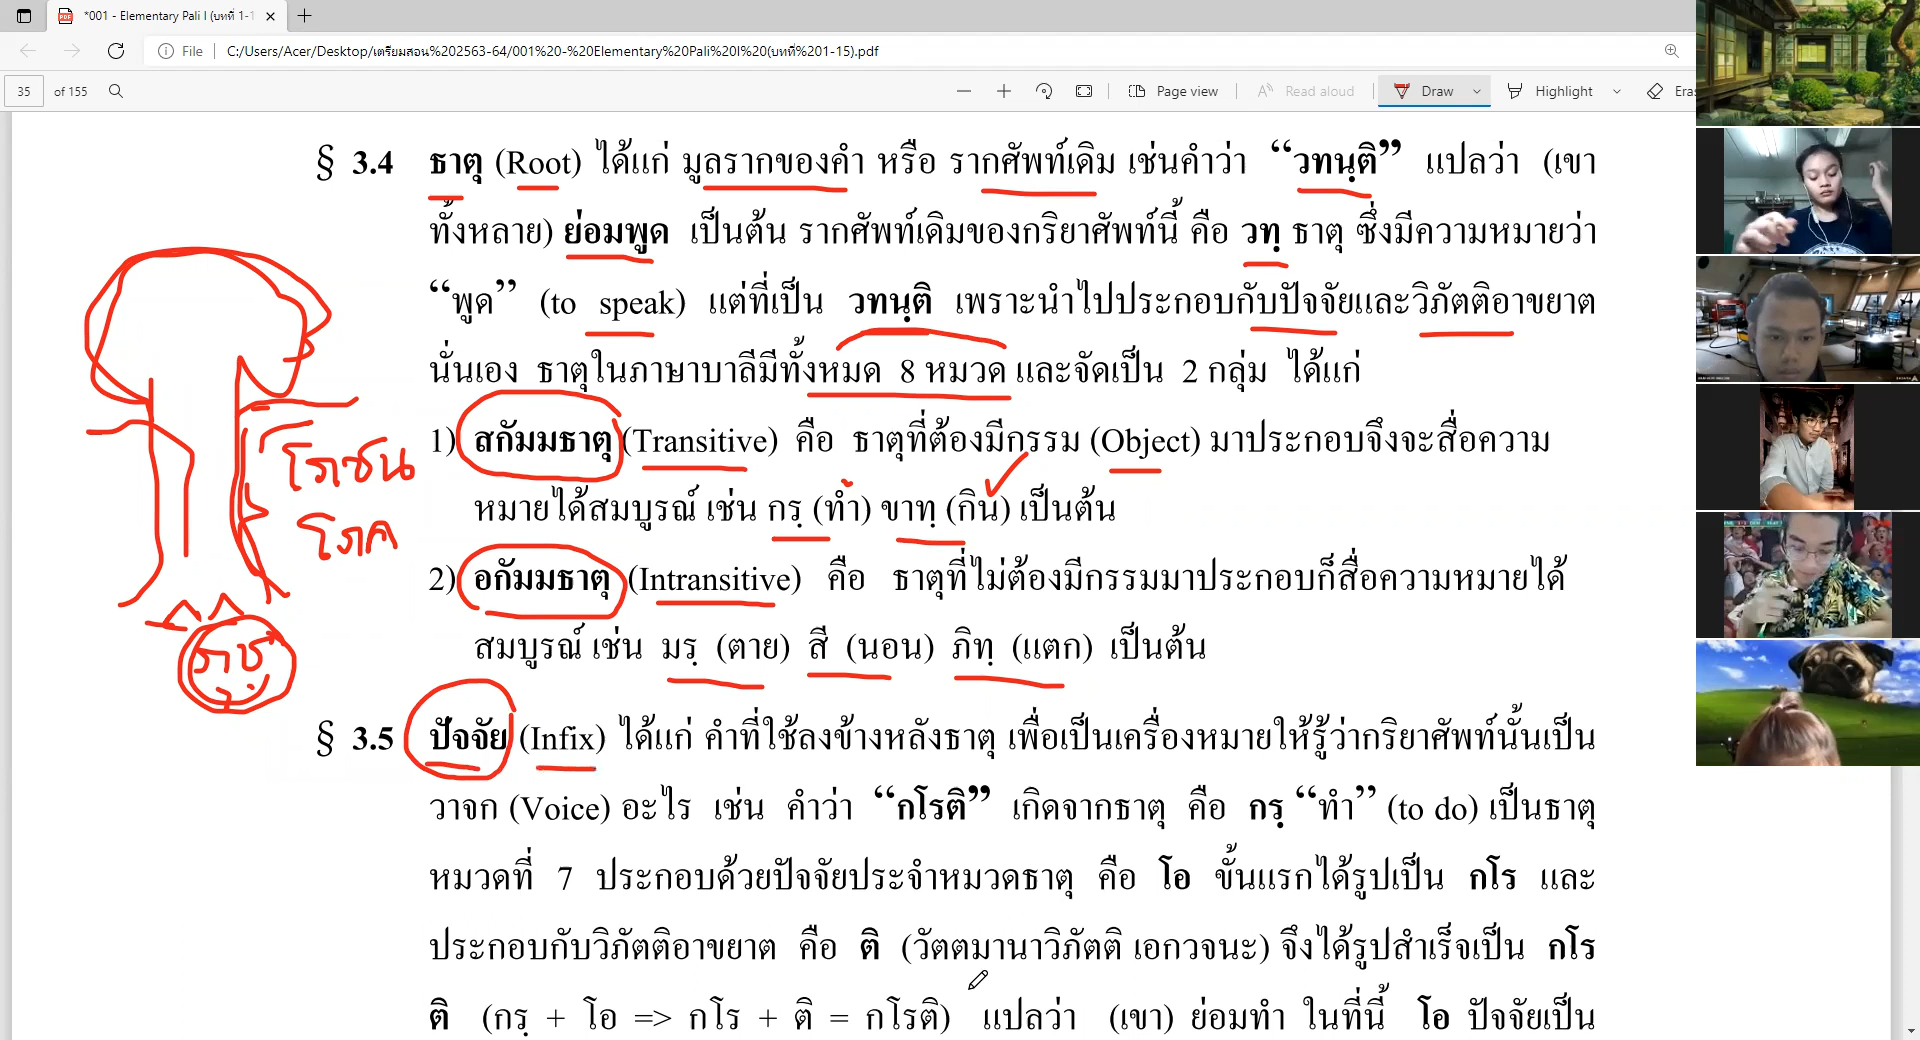 *001 - Elementary Pali I (บทที่ 1-1
File
C:/Users/Acer/Desktop/เตรียมสอน%202563-64/001%20-%20Elementary%20Pali%20I%20(บทที่%201-15).pdf
35 of 155
Page view
Read aloud
Draw
Highlight
Eras
§ 3.4 ธาตุ (Root) ได้แก่ มูลรากของคำ หรือ รากศัพท์เดิม เช่นคำว่า “วทนฺติ” แปลว่า (เขา
ทั้งหลาย) ย่อมพูด เป็นต้น รากศัพท์เดิมของกริยาศัพท์นี้ คือ วทฺ ธาตุ ซึ่งมีความหมายว่า
“พูด” (to speak) แต่ที่เป็น วทนฺติ เพราะนำไปประกอบกับปัจจัยและวิภัตติอาขยาต
นั่นเอง ธาตุในภาษาบาลีมีทั้งหมด 8 หมวด และจัดเป็น 2 กลุ่ม ได้แก่
1) สกัมมธาตุ (Transitive) คือ ธาตุที่ต้องมีกรรม (Object) มาประกอบจึงจะสื่อความ
หมายได้สมบูรณ์ เช่น กรฺ (ทำ) ขาทฺ (กิน) เป็นต้น
2) อกัมมธาตุ (Intransitive) คือ ธาตุที่ไม่ต้องมีกรรมมาประกอบก็สื่อความหมายได้
สมบูรณ์ เช่น มรฺ (ตาย) สี (นอน) ภิทฺ (แตก) เป็นต้น
โภชน
โภค
§ 3.5 ปัจจัย (Infix) ได้แก่ คำที่ใช้ลงข้างหลังธาตุ เพื่อเป็นเครื่องหมายให้รู้ว่ากริยาศัพท์นั้นเป็น
วาจก (Voice) อะไร เช่น คำว่า “กโรติ” เกิดจากธาตุ คือ กรฺ “ทำ” (to do) เป็นธาตุ
หมวดที่ 7 ประกอบด้วยปัจจัยประจำหมวดธาตุ คือ โอ ขั้นแรกได้รูปเป็น กโร และ
ประกอบกับวิภัตติอาขยาต คือ ติ (วัตตมานาวิภัตติ เอกวจนะ) จึงได้รูปสำเร็จเป็น กโร
ติ (กรฺ + โอ => กโร + ติ = กโรติ) แปลว่า (เขา) ย่อมทำ ในที่นี้ โอ ปัจจัยเป็น